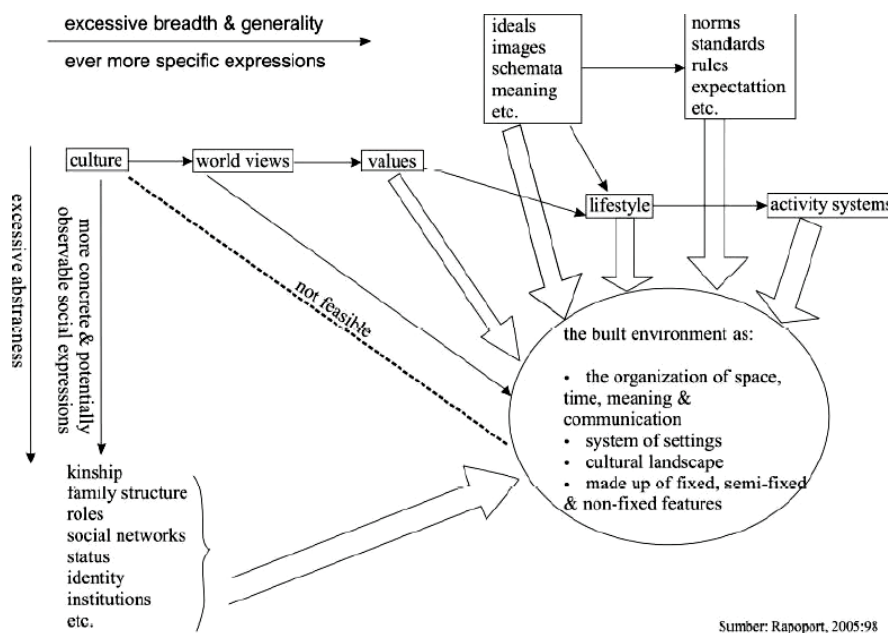 excessive breadth & generality
ever more specific expressions
ideals
images
schemata
meaning
etc.
norms
standards
rules
expectattion
etc.
culture
world views
values
lifestyle
activity systems
excessive abstracness
more concrete & potentially
observable social expressions
not feasible
the built environment as:
• the organization of space,
time, meaning &
communication
• system of settings
• cultural landscape
• made up of fixed, semi-fixed
& non-fixed features
kinship
family structure
roles
social networks
status
identity
institutions
etc.
Sumber: Rapoport, 2005:98